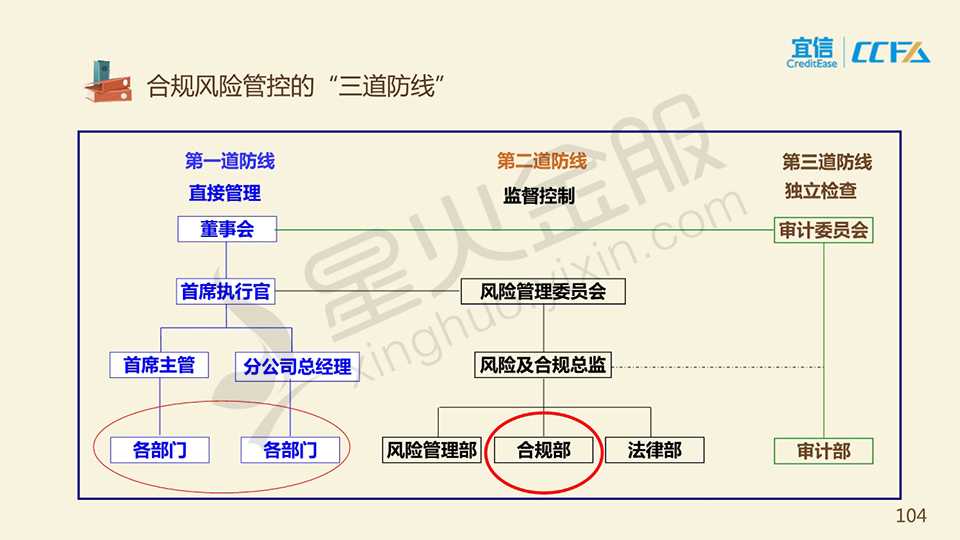 宜信
CreditEase
CCFA
合规风险管控的“三道防线”
第一道防线
第二道防线
第三道防线
直接管理
监督控制
独立检查
董事会
审计委员会
首席执行官
风险管理委员会
首席主管
分公司总经理
风险及合规总监
各部门
各部门
风险管理部
合规部
法律部
审计部
星火金服
xinghuo.yixin.com
104